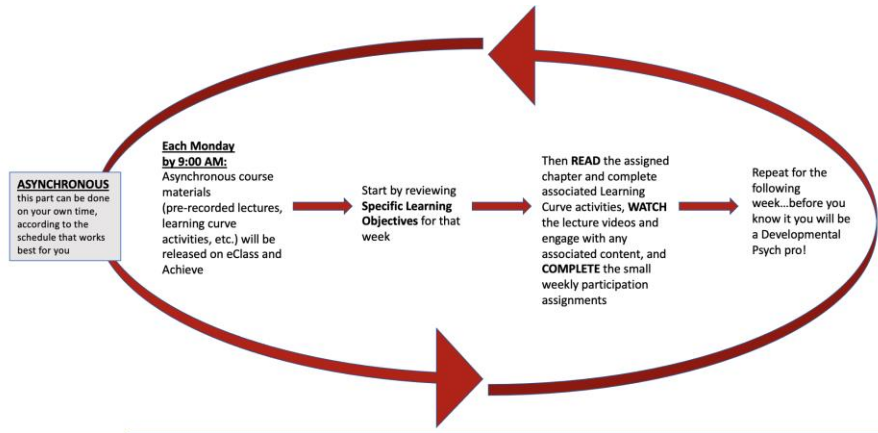 ASYNCHRONOUS
this part can be done
on your own time,
according to the
schedule that works
best for you
Each Monday
by 9:00 AM:
Asynchronous course
materials
(pre-recorded lectures,
learning curve
activities, etc.) will be
released on eClass and
Achieve
Start by reviewing
Specific Learning
Objectives for that
week
Then READ the assigned
chapter and complete
associated Learning
Curve activities, WATCH
the lecture videos and
engage with any
associated content, and
COMPLETE the small
weekly participation
assignments
Repeat for the
following
week...before you
know it you will be
a Developmental
Psych pro!